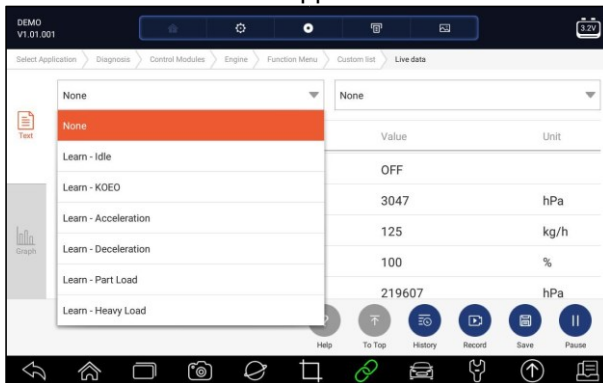 DEMO
V1.01.001
3.2V
Select Application Diagnosis Control Modules Engine Function Menu Custom list Live data
None None
Text
None
Value Unit
Learn - Idle
OFF
Learn - KOEO
3047 hPa
Learn - Acceleration
125 kg/h
Graph
Learn - Deceleration
100 %
Learn - Part Load
219607 hPa
Learn - Heavy Load
Help To Top History Record Save Pause